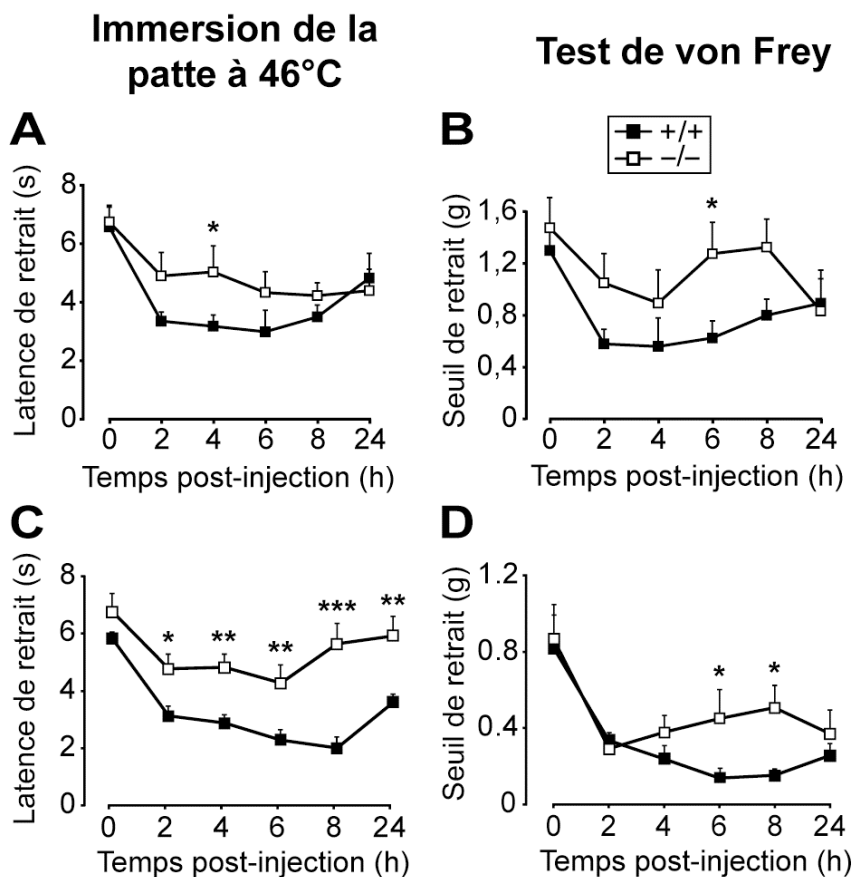 Immersion de la
patte à 46°C
Test de von Frey
A
Latence de retrait (s)
8
6
4
2
0
*
0 2 4 6 8 24
Temps post-injection (h)
B
+/+
−/−
Seuil de retrait (g)
1,6
1,2
0,8
0,4
0
*
0 2 4 6 8 24
Temps post-injection (h)
C
Latence de retrait (s)
8
6
4
2
0
* ** ** *** **
0 2 4 6 8 24
Temps post-injection (h)
D
Seuil de retrait (g)
1.2
0.8
0.4
0
* *
0 2 4 6 8 24
Temps post-injection (h)